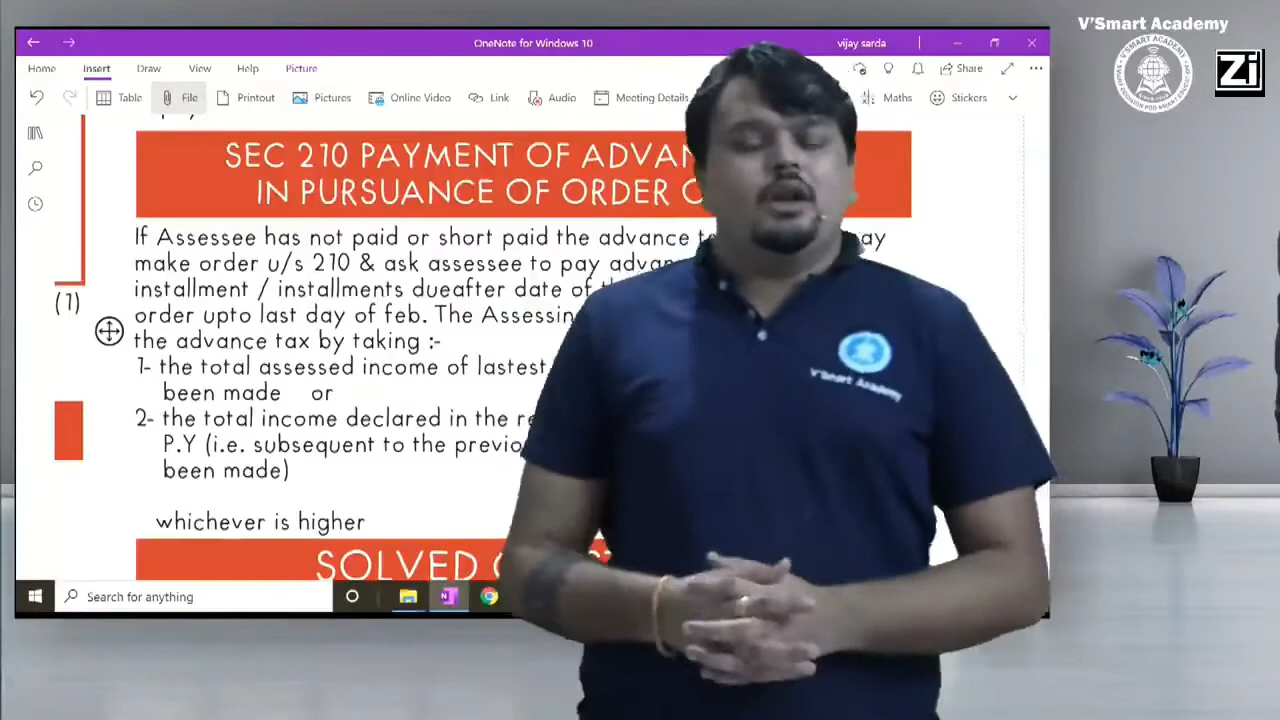 V'Smart Academy
OneNote for Windows 10
vijay sarda
Home Insert Draw View Help Picture
Share
Table File Printout Pictures Online Video Link Audio Meeting Details Maths Stickers
SEC 210 PAYMENT OF
IN PURSUANCE OF ORDER
If Assessee has not paid or short paid the advance
make order u/s 210 & ask assessee to pay
installment / installments dueafter date of
(1)
order upto last day of feb. The
the advance tax by taking :-
1- the total assessed income of lastest
been made or
2- the total income declared in the
P.Y (i.e. subsequent to the
been made)
whichever is higher
SOLVED
Search for anything
V'Smart Academy
Zi